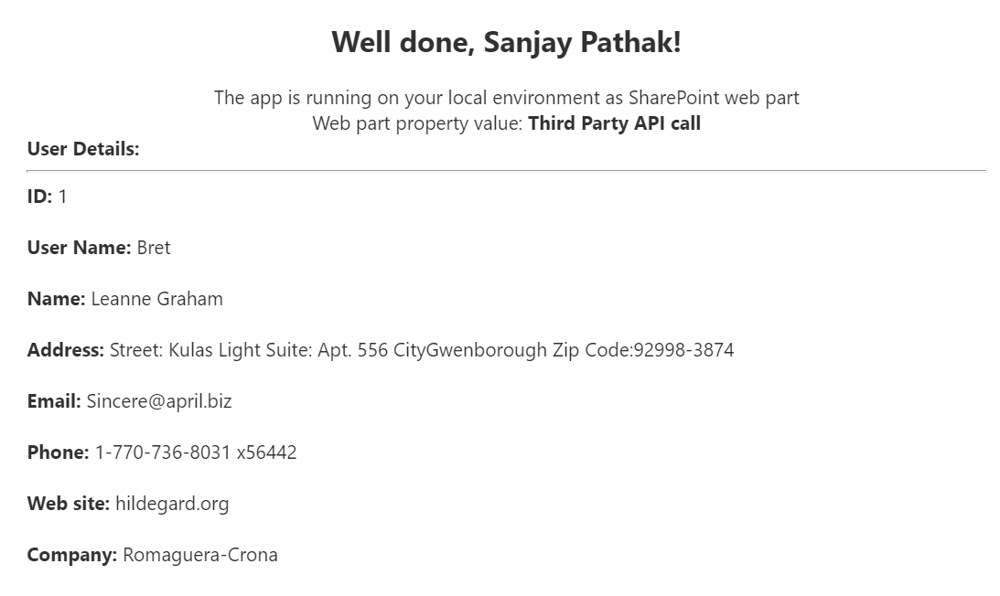 Well done, Sanjay Pathak!
The app is running on your local environment as SharePoint web part
Web part property value: Third Party API call
User Details:
ID: 1
User Name: Bret
Name: Leanne Graham
Address: Street: Kulas Light Suite: Apt. 556 CityGwenborough Zip Code:92998-3874
Email: Sincere@april.biz
Phone: 1-770-736-8031 x56442
Web site: hildegard.org
Company: Romaguera-Crona